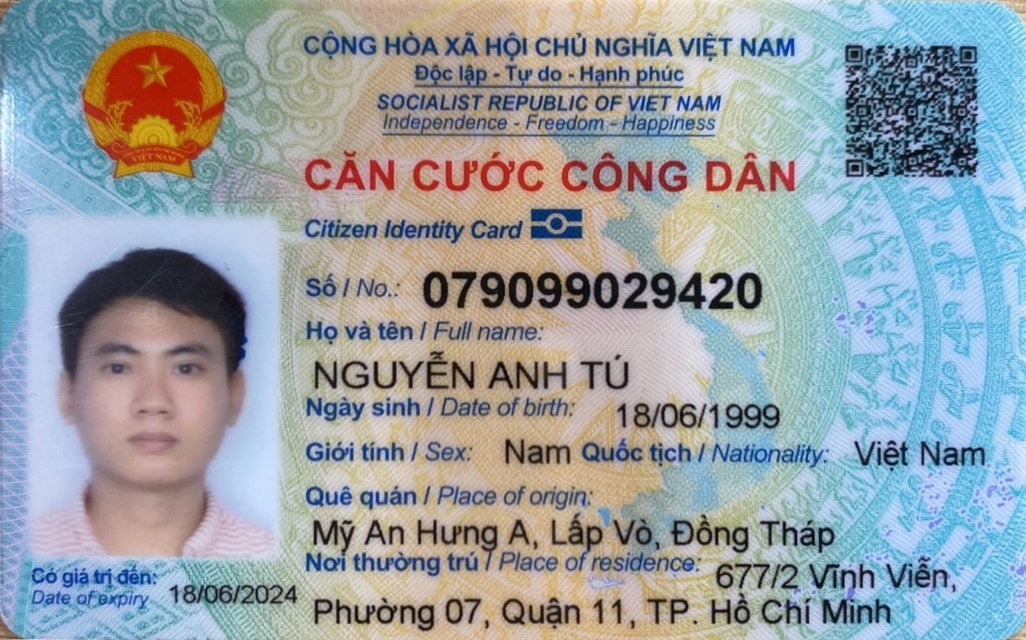 CỘNG HÒA XÃ HỘI CHỦ NGHĨA VIỆT NAM
Độc lập - Tự do - Hạnh phúc
SOCIALIST REPUBLIC OF VIET NAM
Independence - Freedom - Happiness
VIỆT NAM
CĂN CƯỚC CÔNG DÂN
Citizen Identity Card
Số / No.: 079099029420
Họ và tên / Full name:
NGUYỄN ANH TÚ
Ngày sinh / Date of birth: 18/06/1999
Giới tính / Sex: Nam Quốc tịch / Nationality: Việt Nam
Quê quán / Place of origin:
Mỹ An Hưng A, Lấp Vò, Đồng Tháp
Nơi thường trú / Place of residence: 677/2 Vĩnh Viễn,
Phường 07, Quận 11, TP. Hồ Chí Minh
Có giá trị đến: 18/06/2024
Date of expiry